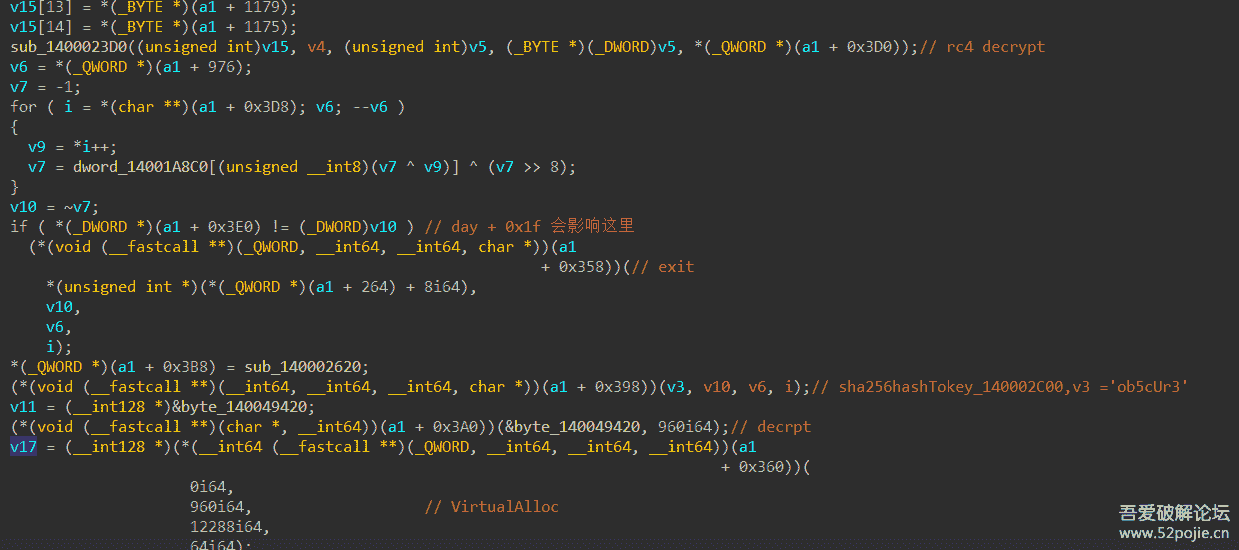 v15[13] = *(_BYTE *)(a1 + 1179);
v15[14] = *(_BYTE *)(a1 + 1175);
sub_1400023D0((unsigned int)v15, v4, (unsigned int)v5, (_BYTE *)(_DWORD)v5, *(_QWORD *)(a1 + 0x3D0));// rc4 decrypt
v6 = *(_QWORD *)(a1 + 976);
v7 = -1;
for ( i = *(char **)(a1 + 0x3D8); v6; --v6 )
{
v9 = *i++;
v7 = dword_14001A8C0[(unsigned __int8)(v7 ^ v9)] ^ (v7 >> 8);
}
v10 = ~v7;
if ( *(_DWORD *)(a1 + 0x3E0) != (_DWORD)v10 ) // day + 0x1f 会影响这里
(*(void (__fastcall **)(_QWORD, __int64, __int64, char *))(a1
+ 0x358))(// exit
*(unsigned int *)(*(_QWORD *)(a1 + 264) + 8i64),
v10,
v6,
i);
*(_QWORD *)(a1 + 0x3B8) = sub_140002620;
(*(void (__fastcall **)(__int64, __int64, __int64, char *))(a1 + 0x398))(v3, v10, v6, i);// sha256hashTokey_140002C00,v3 ='ob5cUr3'
v11 = (__int128 *)&byte_140049420;
(*(void (__fastcall **)(char *, __int64))(a1 + 0x3A0))(&byte_140049420, 960i64);// decrpt
v17 = (__int128 *)(*(__int64 (__fastcall **)(_QWORD, __int64, __int64, __int64))(a1
+ 0x360))(
0i64,
960i64, // VirtualAlloc
12288i64,
64i64);
吾爱破解论坛
www.52pojie.cn